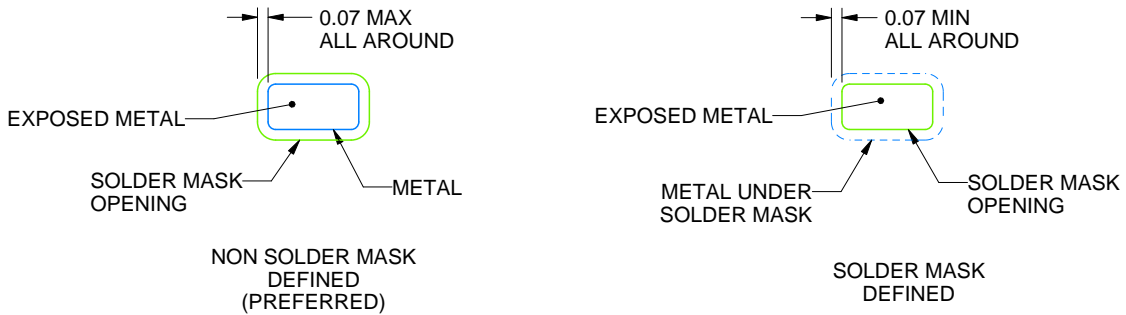 0.07 MAX
ALL AROUND
EXPOSED METAL
SOLDER MASK
OPENING
METAL
NON SOLDER MASK
DEFINED
(PREFERRED)
0.07 MIN
ALL AROUND
EXPOSED METAL
METAL UNDER
SOLDER MASK
SOLDER MASK
OPENING
SOLDER MASK
DEFINED